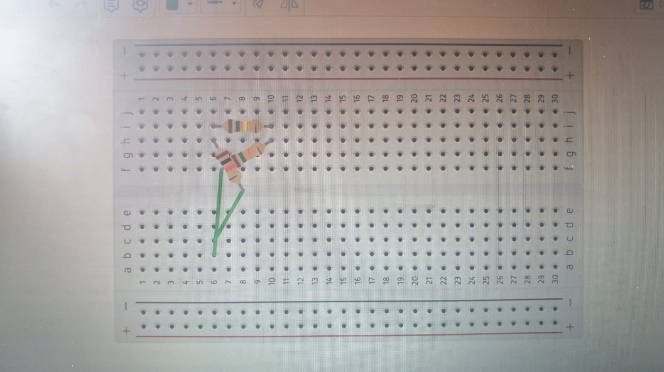 − −
+ +
1 2 3 4 5 6 7 8 9 10 11 12 13 14 15 16 17 18 19 20 21 22 23 24 25 26 27 28 29 30
j j
i i
h h
g g
f f
e e
d d
c c
b b
a a
1 2 3 4 5 6 7 8 9 10 11 12 13 14 15 16 17 18 19 20 21 22 23 24 25 26 27 28 29 30
− −
+ +